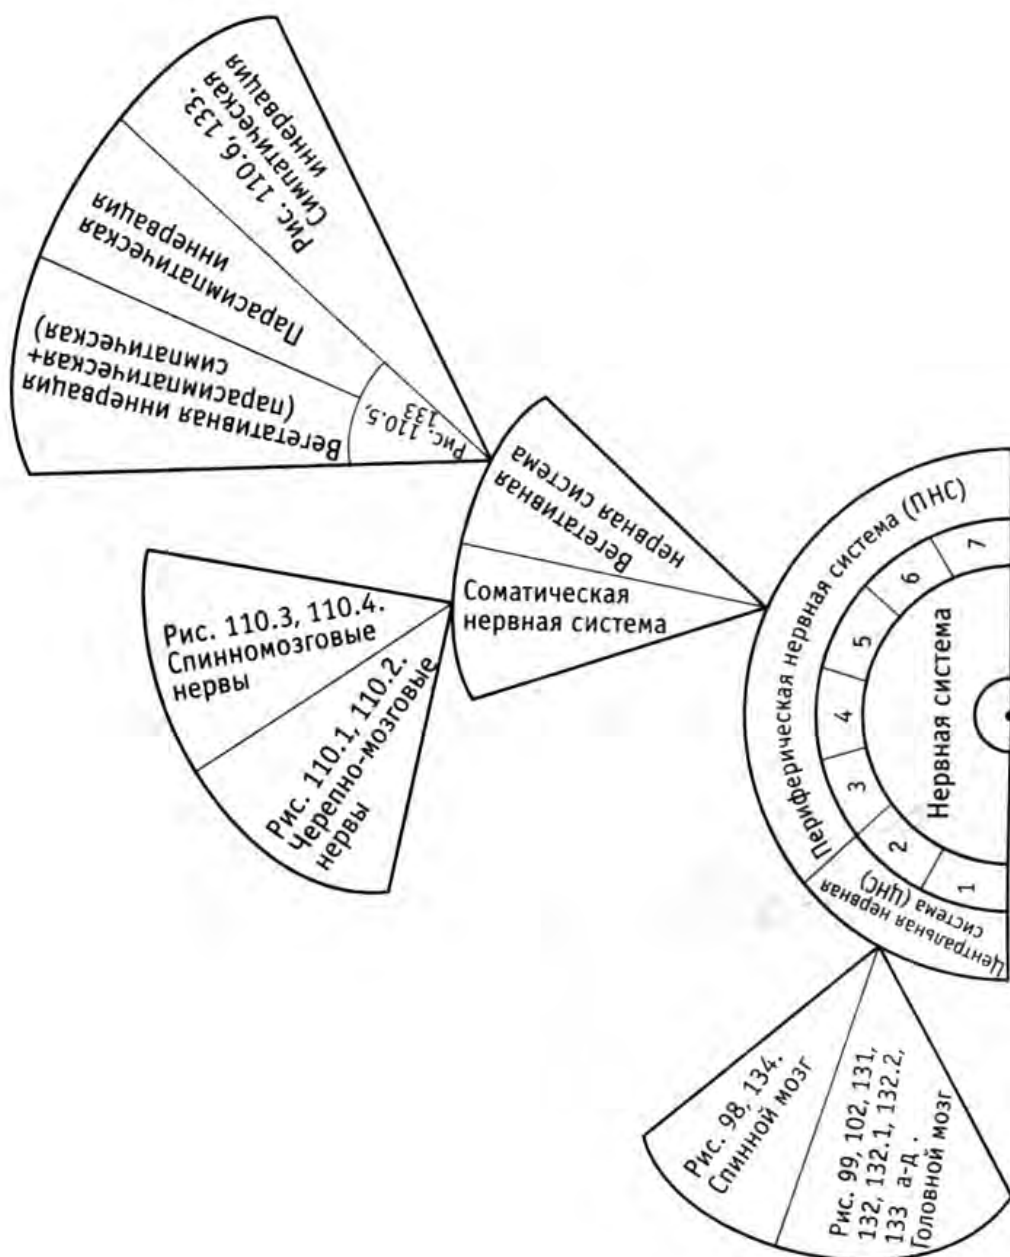 Рис. 110.6, 133.
Симпатическая
иннервация
Парасимпатическая
иннервация
Вегетативная иннервация
(парасимпатическая+
симпатическая)
Рис. 110.5,
133
Вегетативная
нервная система
Соматическая
нервная система
Рис. 110.3, 110.4.
Спинномозговые
нервы
Рис. 110.1, 110.2.
Черепно-мозговые
нервы
Периферическая нервная система (ПНС)
Центральная нервная
система (ЦНС)
1
2
3
4
5
6
7
Нервная система
Рис. 98, 134.
Спинной мозг
Рис. 99, 102, 131,
132, 132.1, 132.2,
133 а-д.
Головной мозг